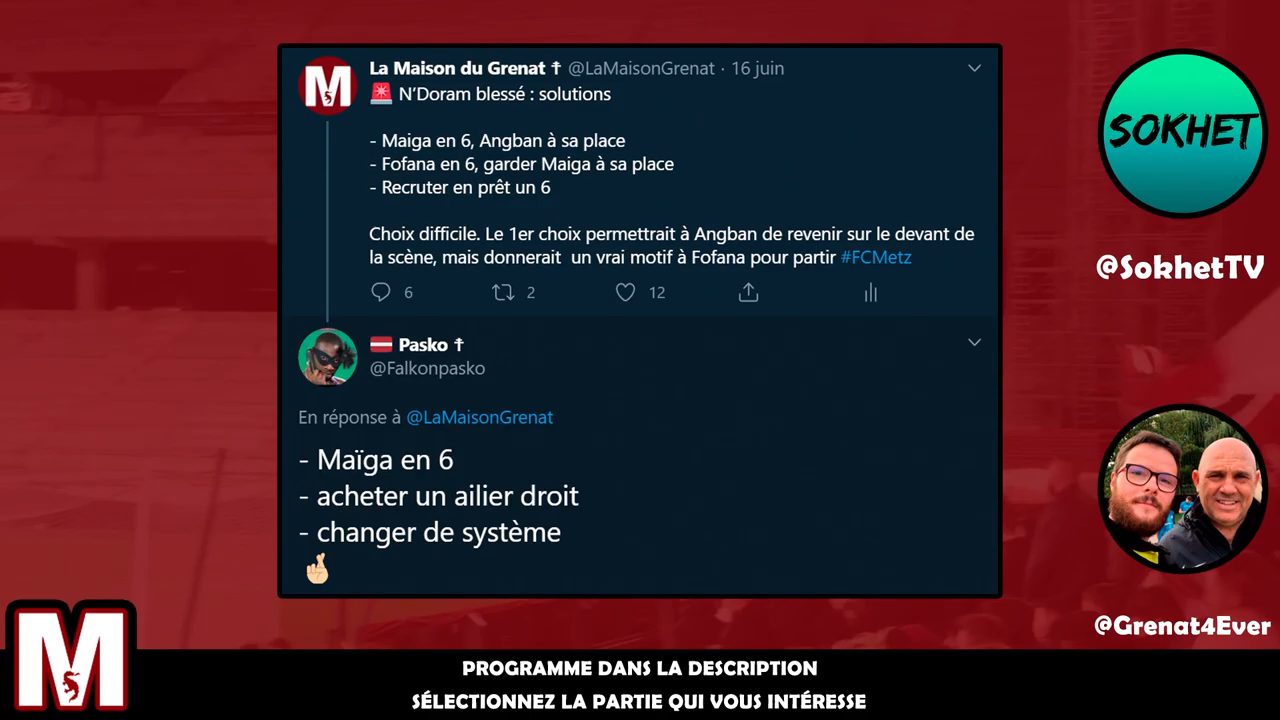 La Maison du Grenat ☨ @LaMaisonGrenat · 16 juin
🚨 N'Doram blessé : solutions
- Maiga en 6, Angban à sa place
- Fofana en 6, garder Maiga à sa place
- Recruter en prêt un 6
Choix difficile. Le 1er choix permettrait à Angban de revenir sur le devant de
la scène, mais donnerait un vrai motif à Fofana pour partir #FCMetz
6 2 12
Pasko ☨
@Falkonpasko
En réponse à @LaMaisonGrenat
- Maïga en 6
- acheter un ailier droit
- changer de système
🤞🏻
SOKHET
@SokhetTV
@Grenat4Ever
M
PROGRAMME DANS LA DESCRIPTION
SÉLECTIONNEZ LA PARTIE QUI VOUS INTÉRESSE